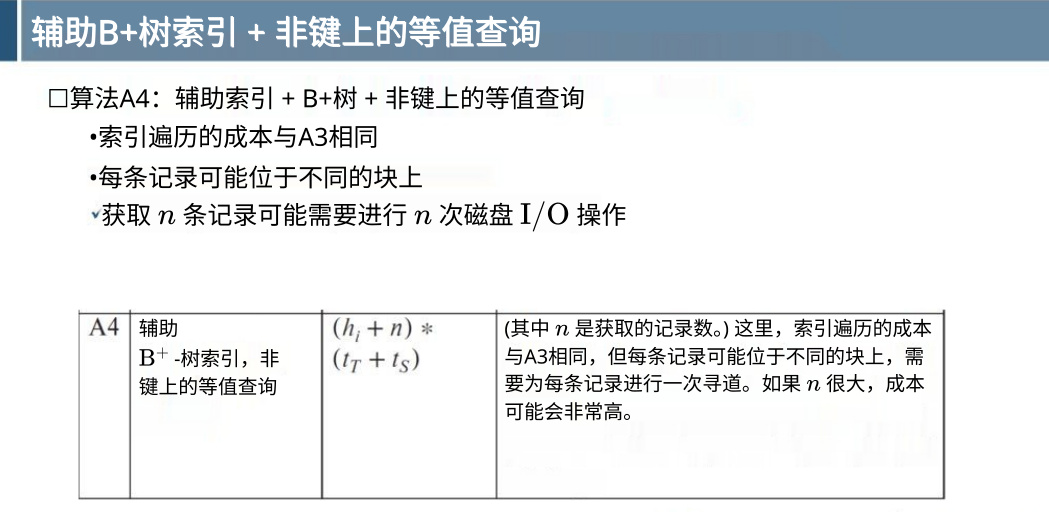 辅助B+树索引 + 非键上的等值查询
□算法A4：辅助索引 + B+树 + 非键上的等值查询
•索引遍历的成本与A3相同
•每条记录可能位于不同的块上
˅获取 n 条记录可能需要进行 n 次磁盘 I/O 操作
A4
辅助
B⁺ -树索引，非
键上的等值查询
(hᵢ + n) *
(t_T + t_S)
(其中 n 是获取的记录数。) 这里，索引遍历的成本
与A3相同，但每条记录可能位于不同的块上，需
要为每条记录进行一次寻道。如果 n 很大，成本
可能会非常高。